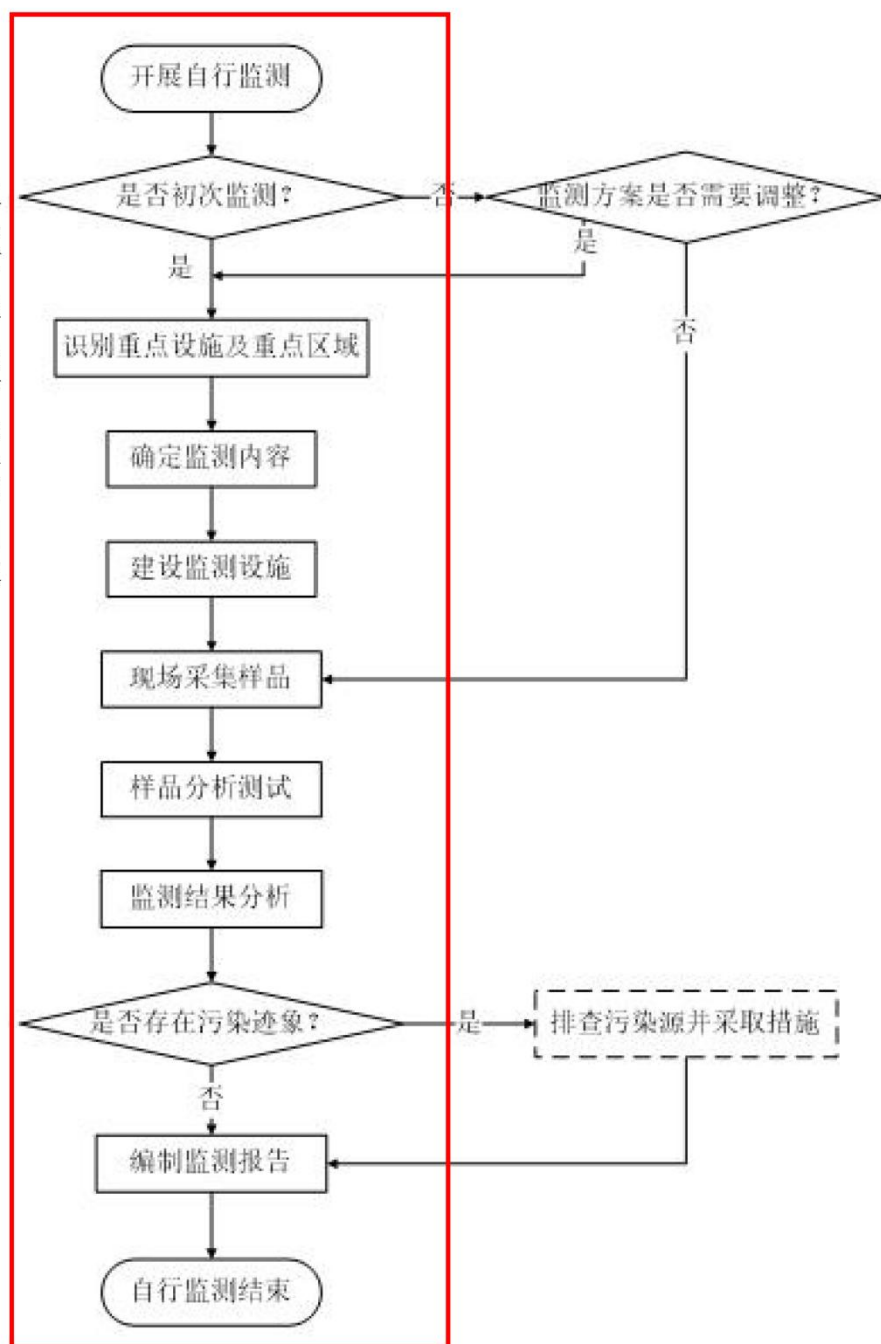 开展自行监测
是否初次监测？
否
监测方案是否需要调整？
是
是
否
识别重点设施及重点区域
确定监测内容
建设监测设施
现场采集样品
样品分析测试
监测结果分析
是否存在污染迹象？
是
排查污染源并采取措施
否
编制监测报告
自行监测结束